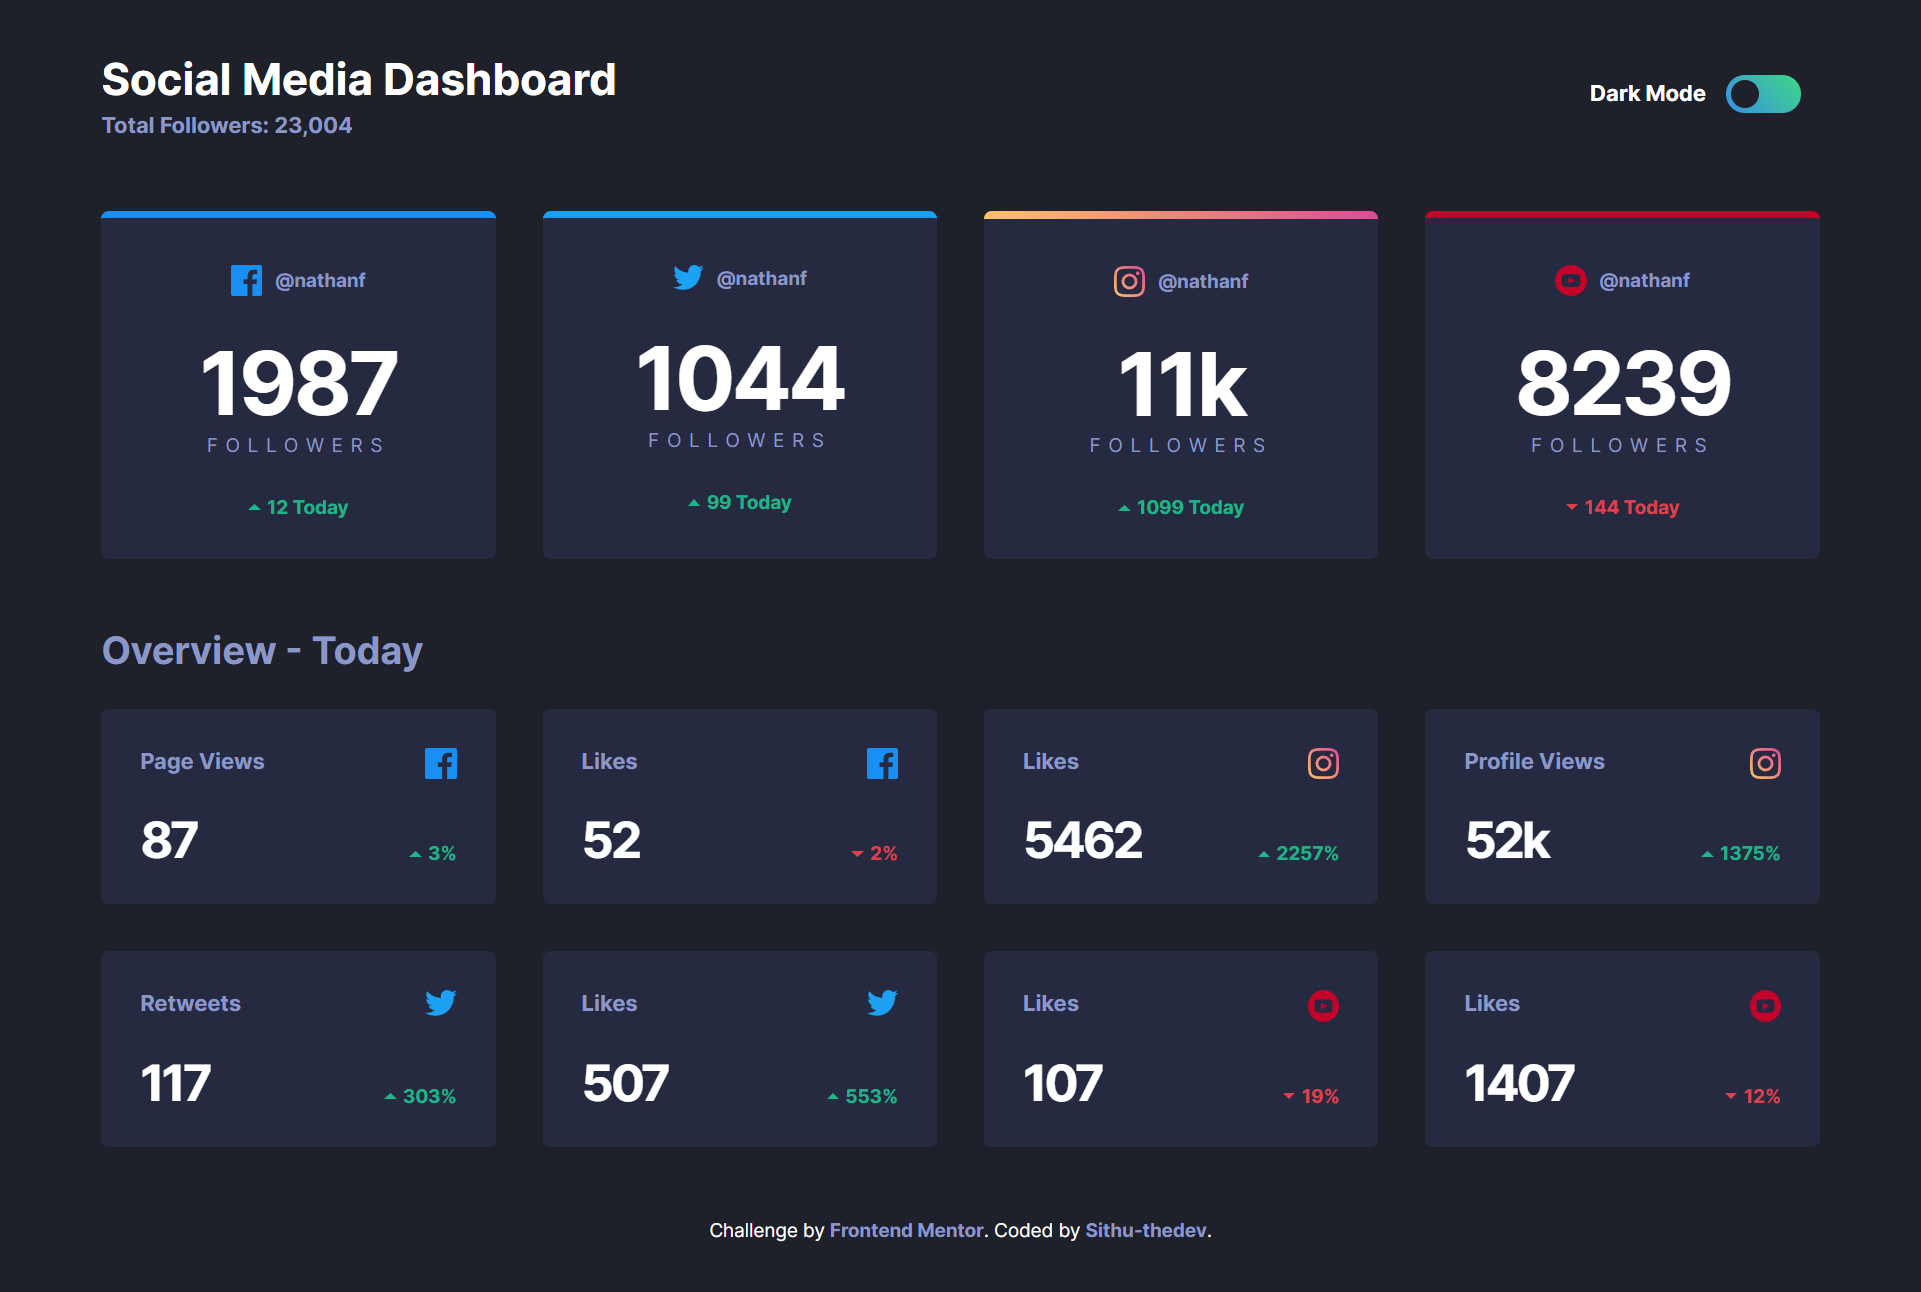 Social Media Dashboard
Total Followers: 23,004
Dark Mode
@nathanf
1987
FOLLOWERS
12 Today
@nathanf
1044
FOLLOWERS
99 Today
@nathanf
11k
FOLLOWERS
1099 Today
@nathanf
8239
FOLLOWERS
144 Today
Overview - Today
Page Views
87
3%
Likes
52
2%
Likes
5462
2257%
Profile Views
52k
1375%
Retweets
117
303%
Likes
507
553%
Likes
107
19%
Likes
1407
12%
Challenge by Frontend Mentor. Coded by Sithu-thedev.